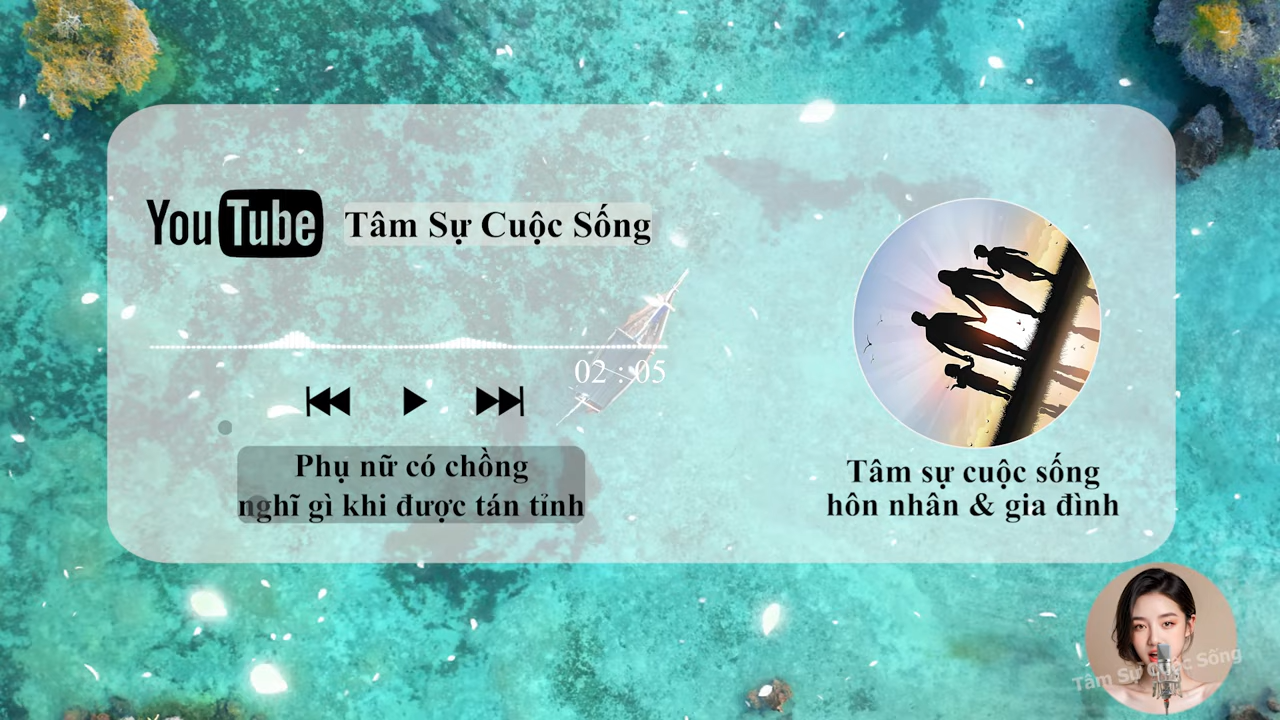 YouTube Tâm Sự Cuộc Sống
02 : 05
Phụ nữ có chồng
nghĩ gì khi được tán tỉnh
Tâm sự cuộc sống
hôn nhân & gia đình
Tâm Sự Cuộc Sống